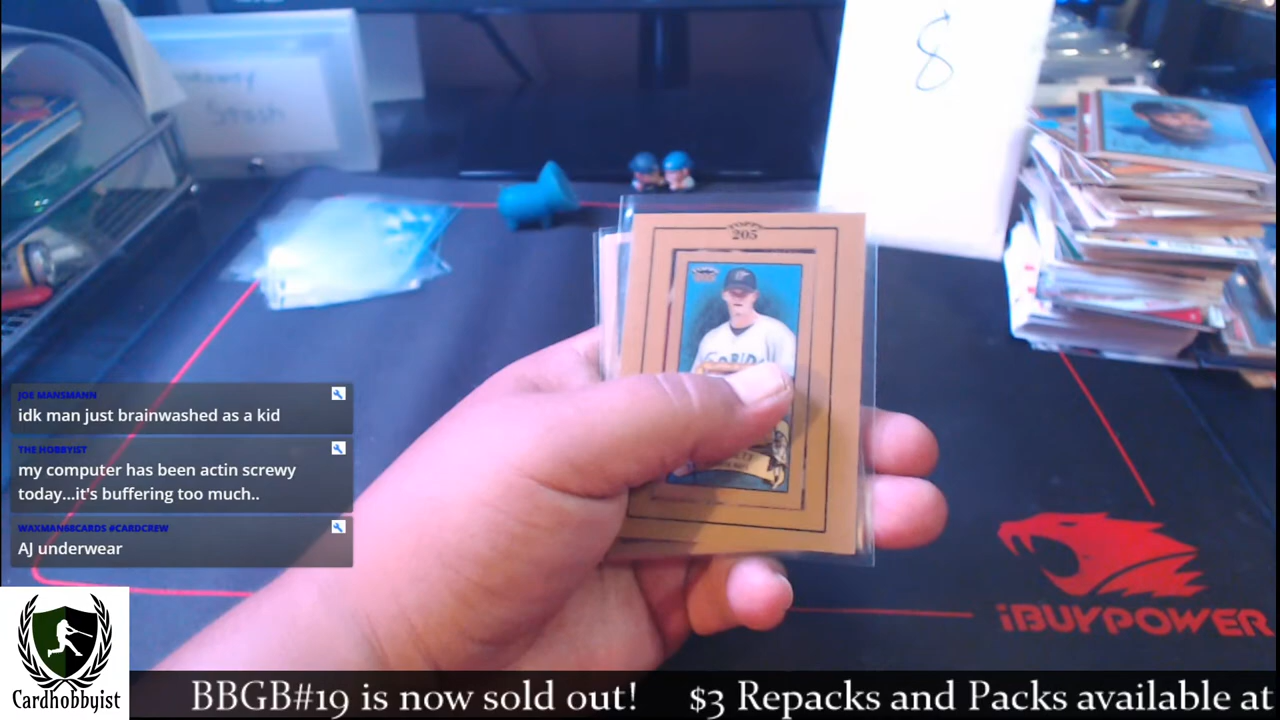 8
Stash
TOPPS
205
JOE MANSMANN
idk man just brainwashed as a kid
THE HOBBYIST
my computer has been actin screwy
today...it's buffering too much..
WAXMAN68CARDS #CARDCREW
AJ underwear
iBUYPOWER
Cardhobbyist
BBGB#19 is now sold out! $3 Repacks and Packs available at